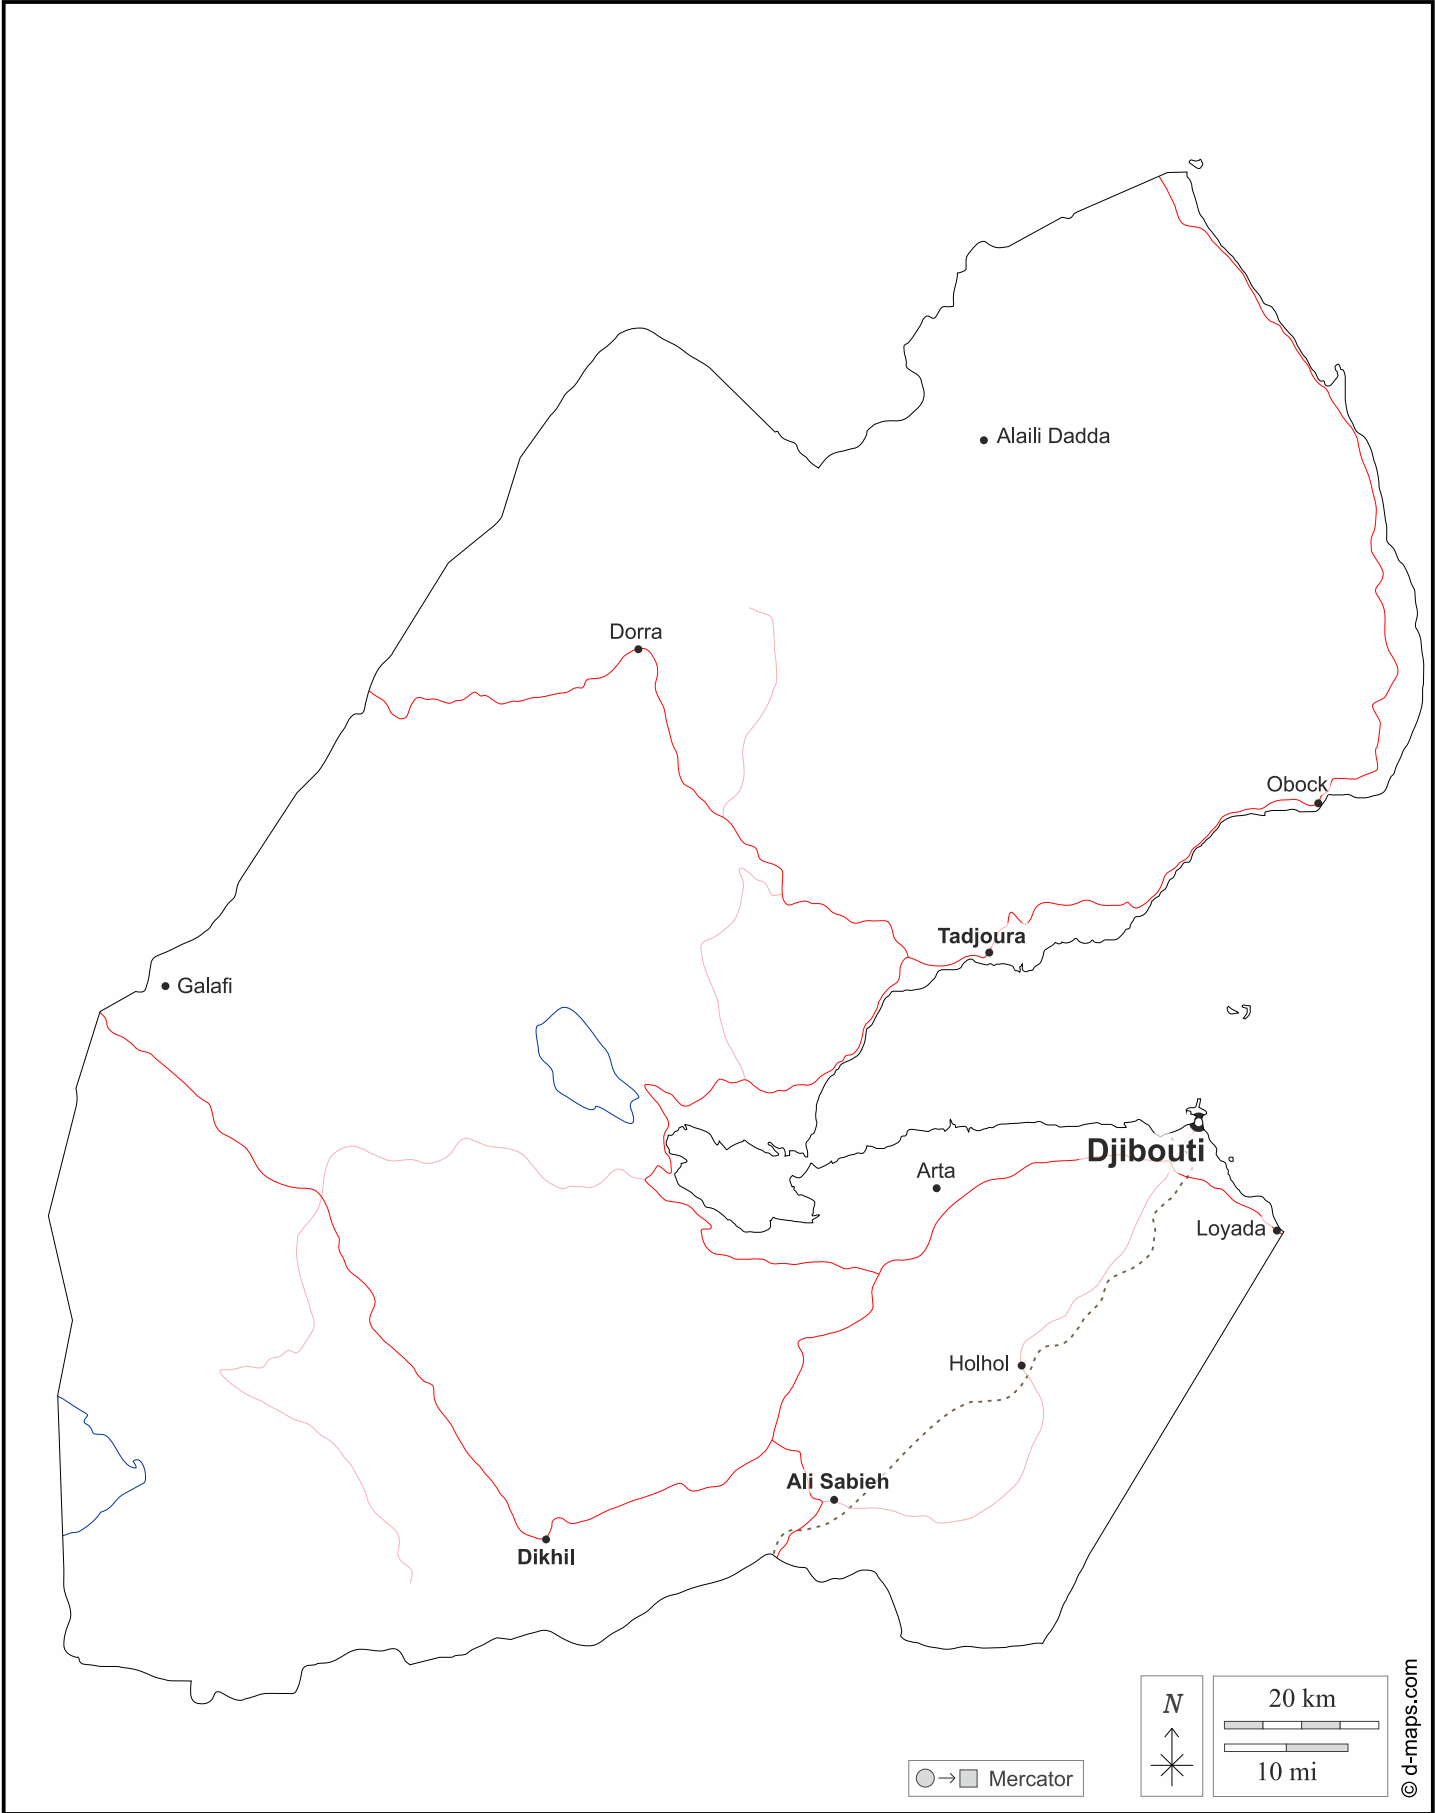 Alaili Dadda
Dorra
Obock
Tadjoura
Galafi
Djibouti
Arta
Loyada
Holhol
Ali Sabieh
Dikhil
N
20 km
10 mi
Mercator
© d-maps.com